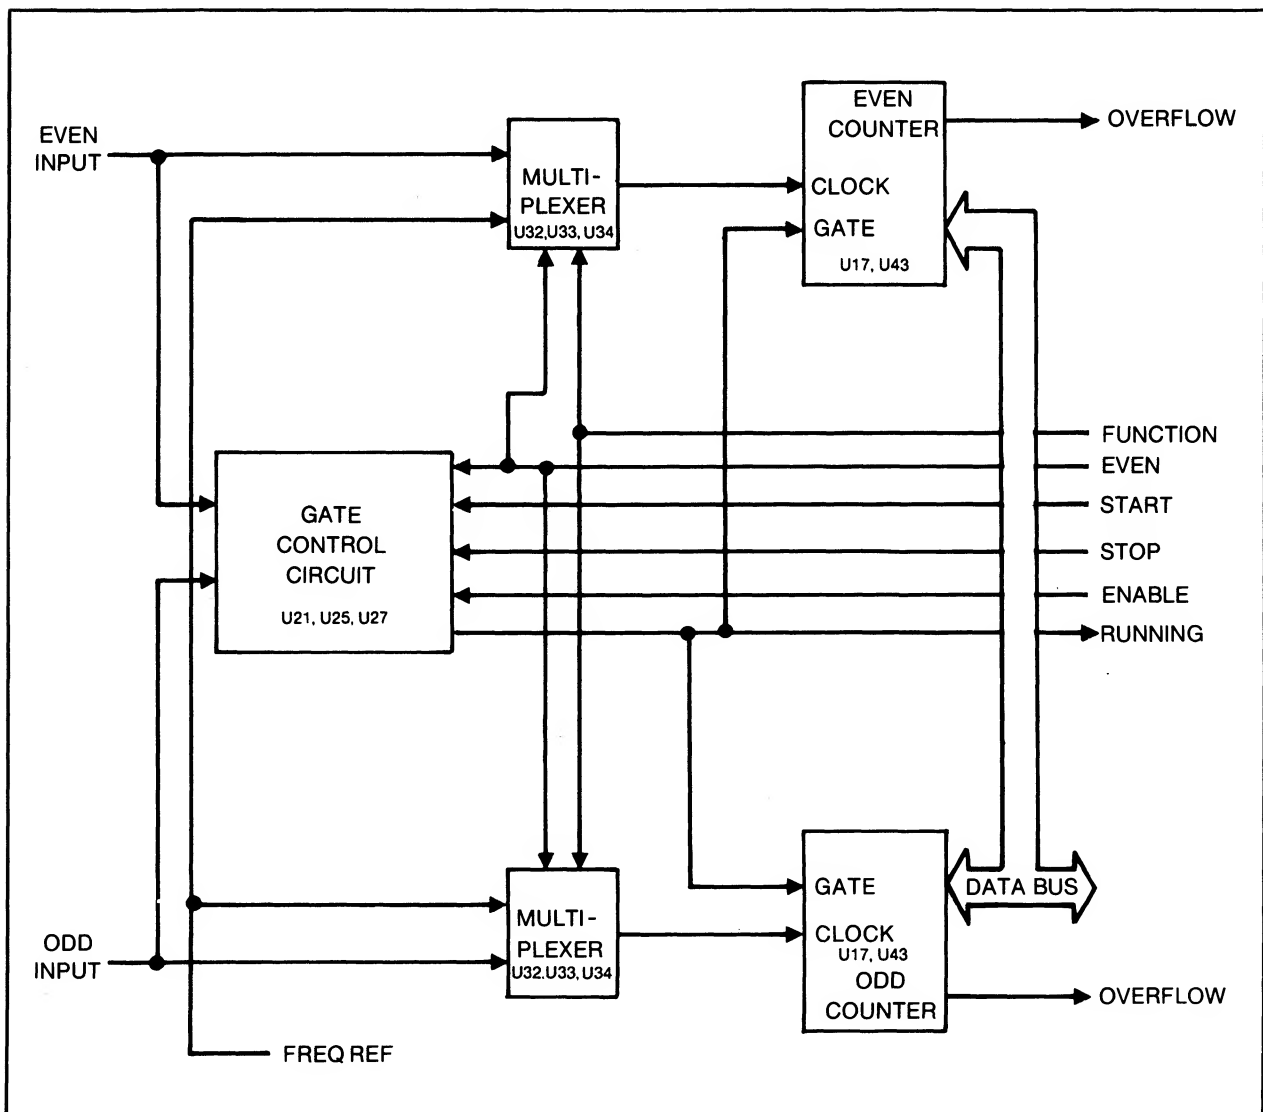 EVEN
INPUT
MULTI-
PLEXER
U32,U33, U34
EVEN
COUNTER
CLOCK
GATE
U17, U43
OVERFLOW
FUNCTION
EVEN
START
STOP
ENABLE
RUNNING
GATE
CONTROL
CIRCUIT
U21, U25, U27
ODD
INPUT
MULTI-
PLEXER
U32.U33, U34
GATE
CLOCK
U17, U43
ODD
COUNTER
DATA BUS
OVERFLOW
FREQ REF